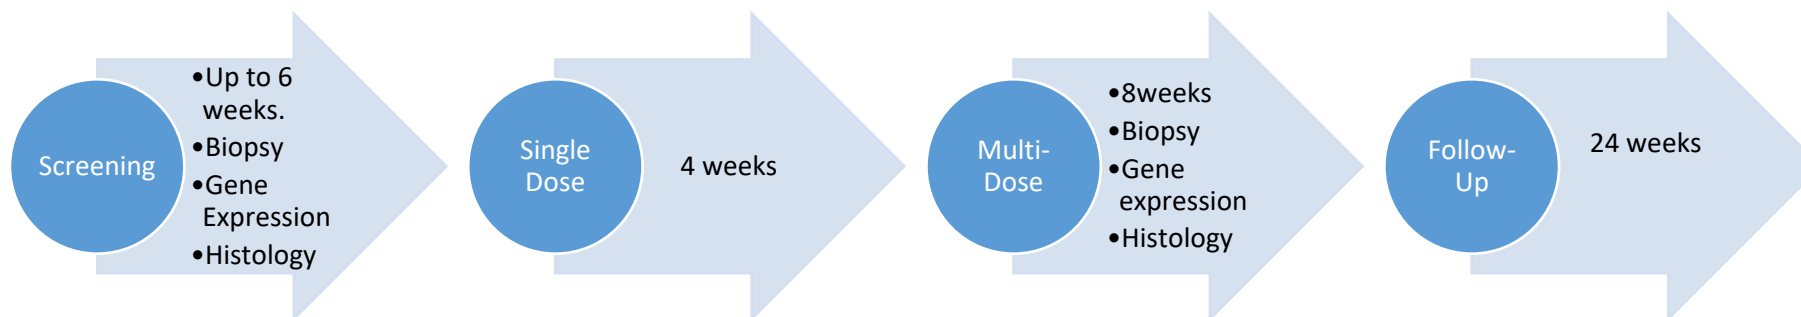 Screening
•Up to 6
weeks.
•Biopsy
•Gene
Expression
•Histology
Single
Dose
4 weeks
Multi-
Dose
•8weeks
•Biopsy
•Gene
expression
•Histology
Follow-
Up
24 weeks